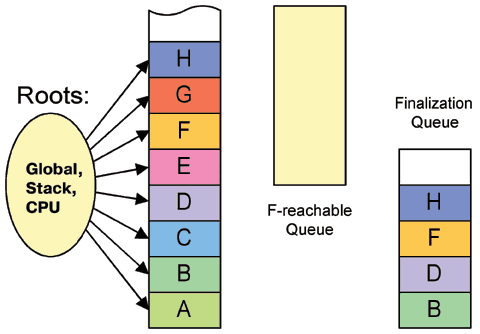 Roots:
Global,
Stack,
CPU
H
G
F
E
D
C
B
A
F-reachable
Queue
Finalization
Queue
H
F
D
B